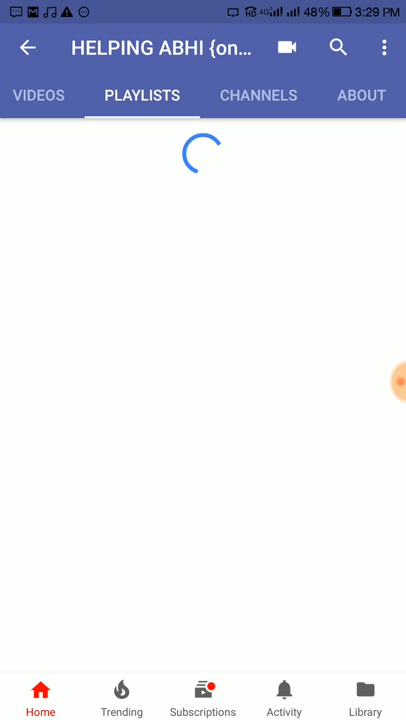 48% 3:29 PM
HELPING ABHI {on...
VIDEOS PLAYLISTS CHANNELS ABOUT
Home Trending Subscriptions Activity Library